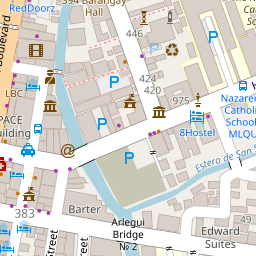 RedDoorz
394 Barangay
Hall
446
Boulevard
424
420
LBC
975
Nazaren
Catholic
School
MLQU
PACE
Building
8Hostel
@
Estero de San
383
Barter
Street
Street
Arlegui
Bridge
№ 2
Edward
Suites